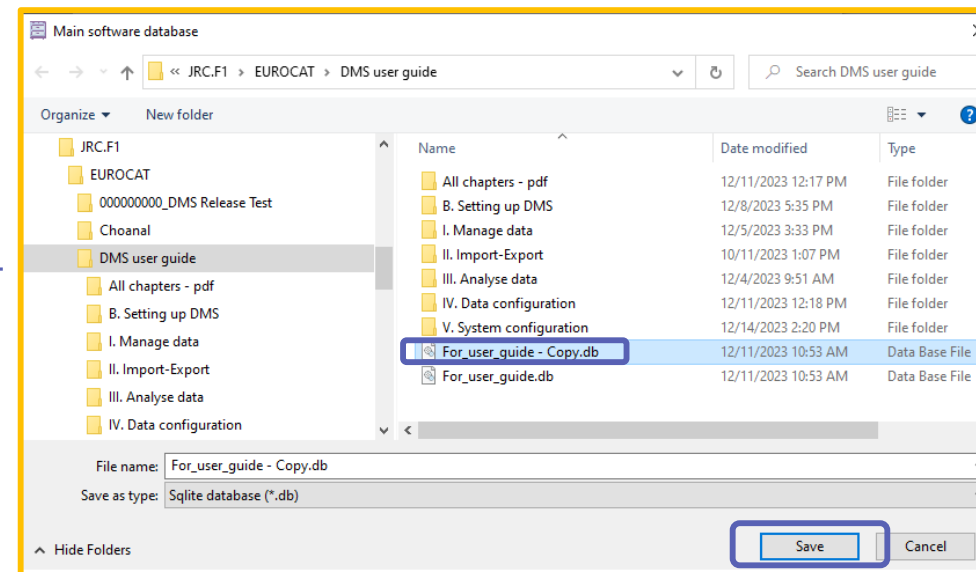 Main software database
« JRC.F1 > EUROCAT > DMS user guide
Search DMS user guide
Organize
New folder
JRC.F1
EUROCAT
000000000_DMS Release Test
Choanal
DMS user guide
All chapters - pdf
B. Setting up DMS
I. Manage data
II. Import-Export
III. Analyse data
IV. Data configuration
Name Date modified Type
All chapters - pdf 12/11/2023 12:17 PM File folder
B. Setting up DMS 12/8/2023 5:35 PM File folder
I. Manage data 12/5/2023 3:33 PM File folder
II. Import-Export 10/11/2023 1:07 PM File folder
III. Analyse data 12/4/2023 9:51 AM File folder
IV. Data configuration 12/11/2023 12:18 PM File folder
V. System configuration 12/14/2023 2:20 PM File folder
For_user_guide - Copy.db 12/11/2023 10:53 AM Data Base File
For_user_guide.db 12/11/2023 10:53 AM Data Base File
File name: For_user_guide - Copy.db
Save as type: Sqlite database (*.db)
Hide Folders
Save
Cancel